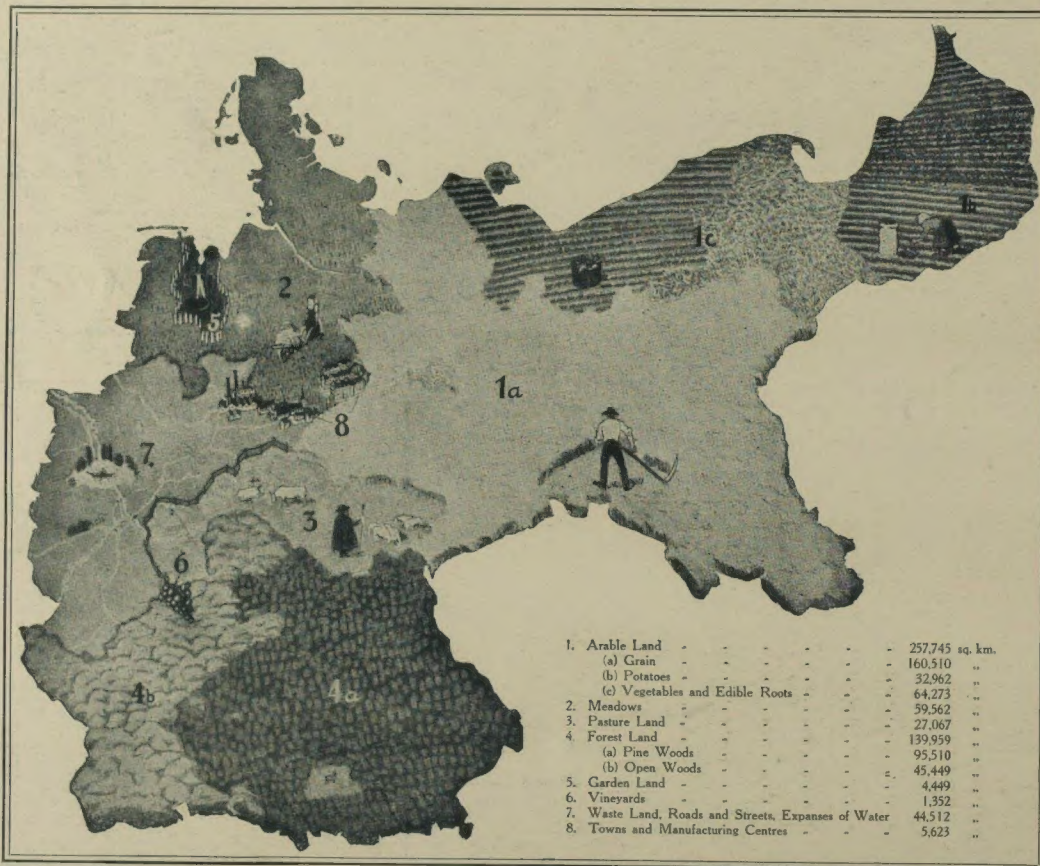 1b
1c
2
5
1a
8
7
3
6
4b
4a
1. Arable Land - - - - - - 257,745 sq. km.
(a) Grain - - - - - - 160,510 "
(b) Potatoes - - - - - - 32,962 "
(c) Vegetables and Edible Roots - - - 64,273 "
2. Meadows - - - - - - 59,562 "
3. Pasture Land - - - - - - 27,067 "
4. Forest Land - - - - - - 139,959 "
(a) Pine Woods - - - - - 95,510 "
(b) Open Woods - - - - - 45,449 "
5. Garden Land - - - - - - 4,449 "
6. Vineyards - - - - - - 1,352 "
7. Waste Land, Roads and Streets, Expanses of Water 44,512 "
8. Towns and Manufacturing Centres - - - 5,623 "